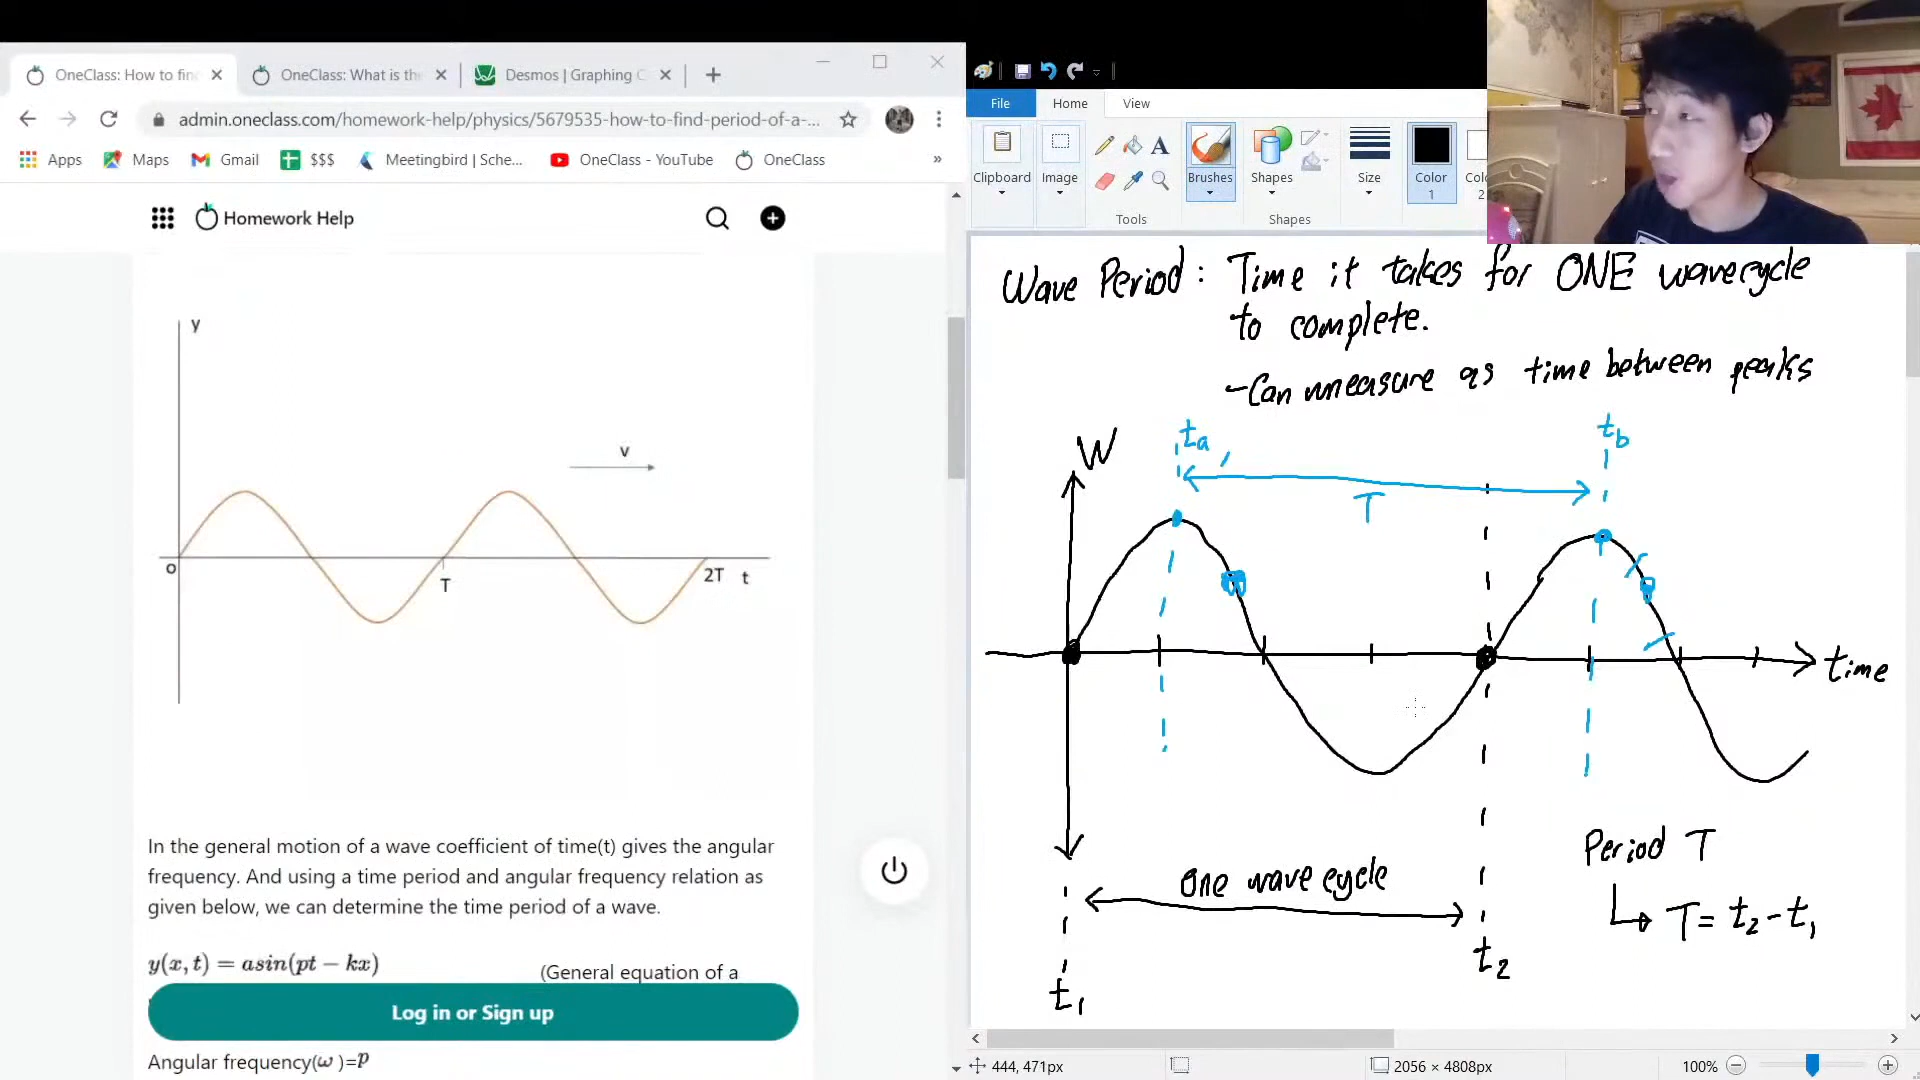 OneClass: How to fin
OneClass: What is the
Desmos | Graphing C
admin.oneclass.com/homework-help/physics/5679535-how-to-find-period-of-a-...
Apps
Maps
Gmail
$$$
Meetingbird | Sche...
OneClass - YouTube
OneClass
»
Homework Help
y
v
O
T
2T
t
In the general motion of a wave coefficient of time(t) gives the angular
frequency. And using a time period and angular frequency relation as
given below, we can determine the time period of a wave.
y(x, t) = asin(pt − kx)
(General equation of a
Log in or Sign up
Angular frequency(ω)=p
File
Home
View
Clipboard
Image
Tools
Brushes
Shapes
Shapes
Size
Color
1
Wave Period: Time it takes for ONE wavecycle
to complete.
-Can measure as time between peaks
W
ta
tb
T
time
one wave cycle
t1
t2
Period T
T = t2 - t1
444, 471px
2056 × 4808px
100%